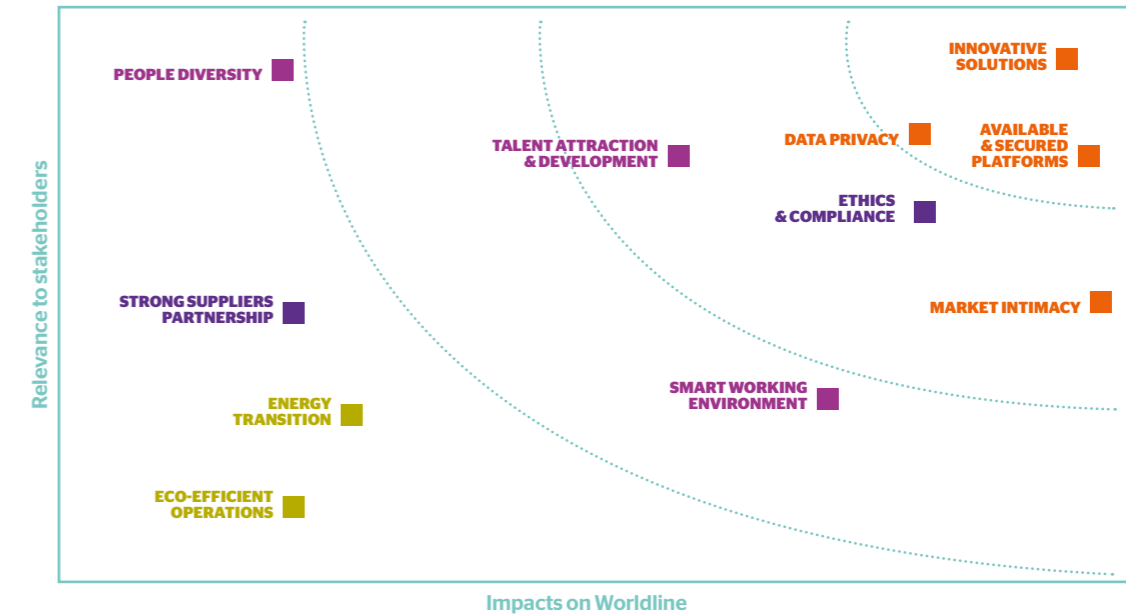 Relevance to stakeholders
PEOPLE DIVERSITY
INNOVATIVE
SOLUTIONS
TALENT ATTRACTION
& DEVELOPMENT
DATA PRIVACY
AVAILABLE
& SECURED
PLATFORMS
ETHICS
& COMPLIANCE
STRONG SUPPLIERS
PARTNERSHIP
MARKET INTIMACY
SMART WORKING
ENVIRONMENT
ENERGY
TRANSITION
ECO-EFFICIENT
OPERATIONS
Impacts on Worldline